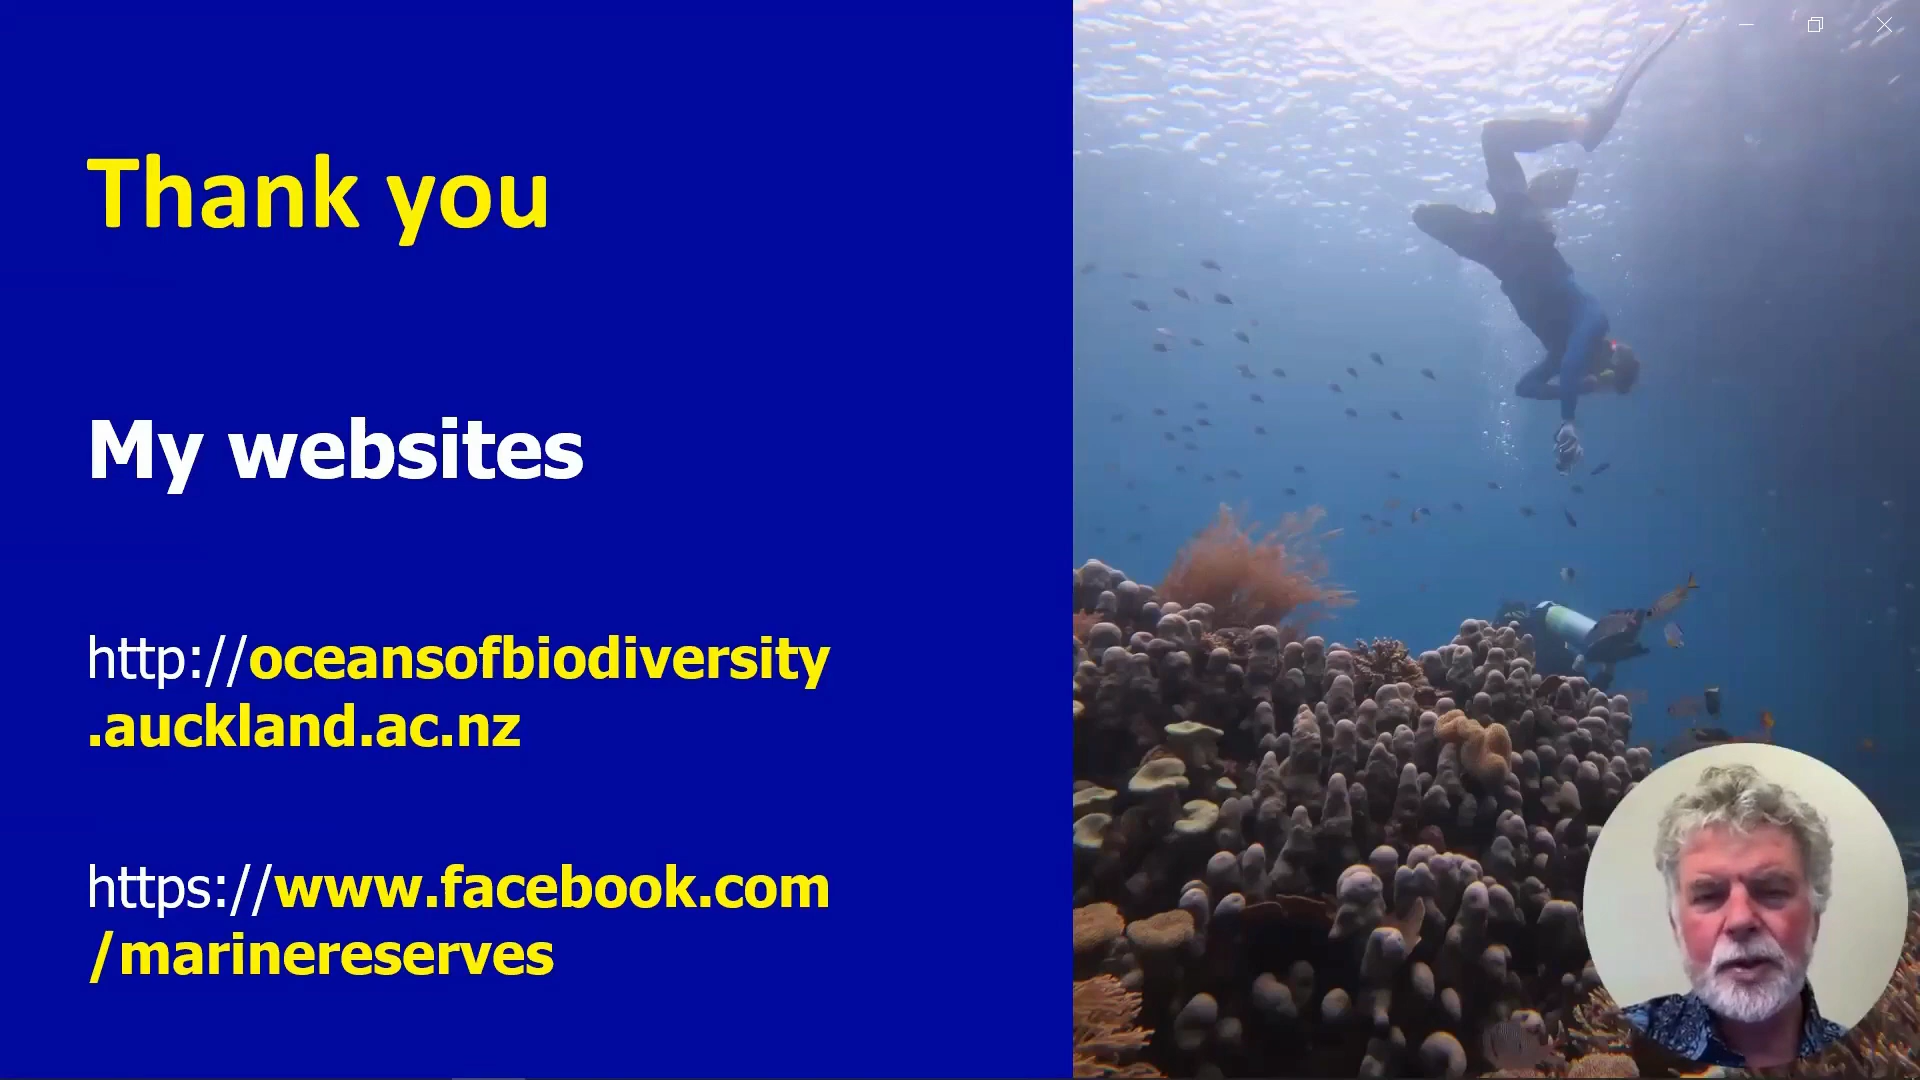 Thank you
My websites
http://oceansofbiodiversity
.auckland.ac.nz
https://www.facebook.com
/marinereserves